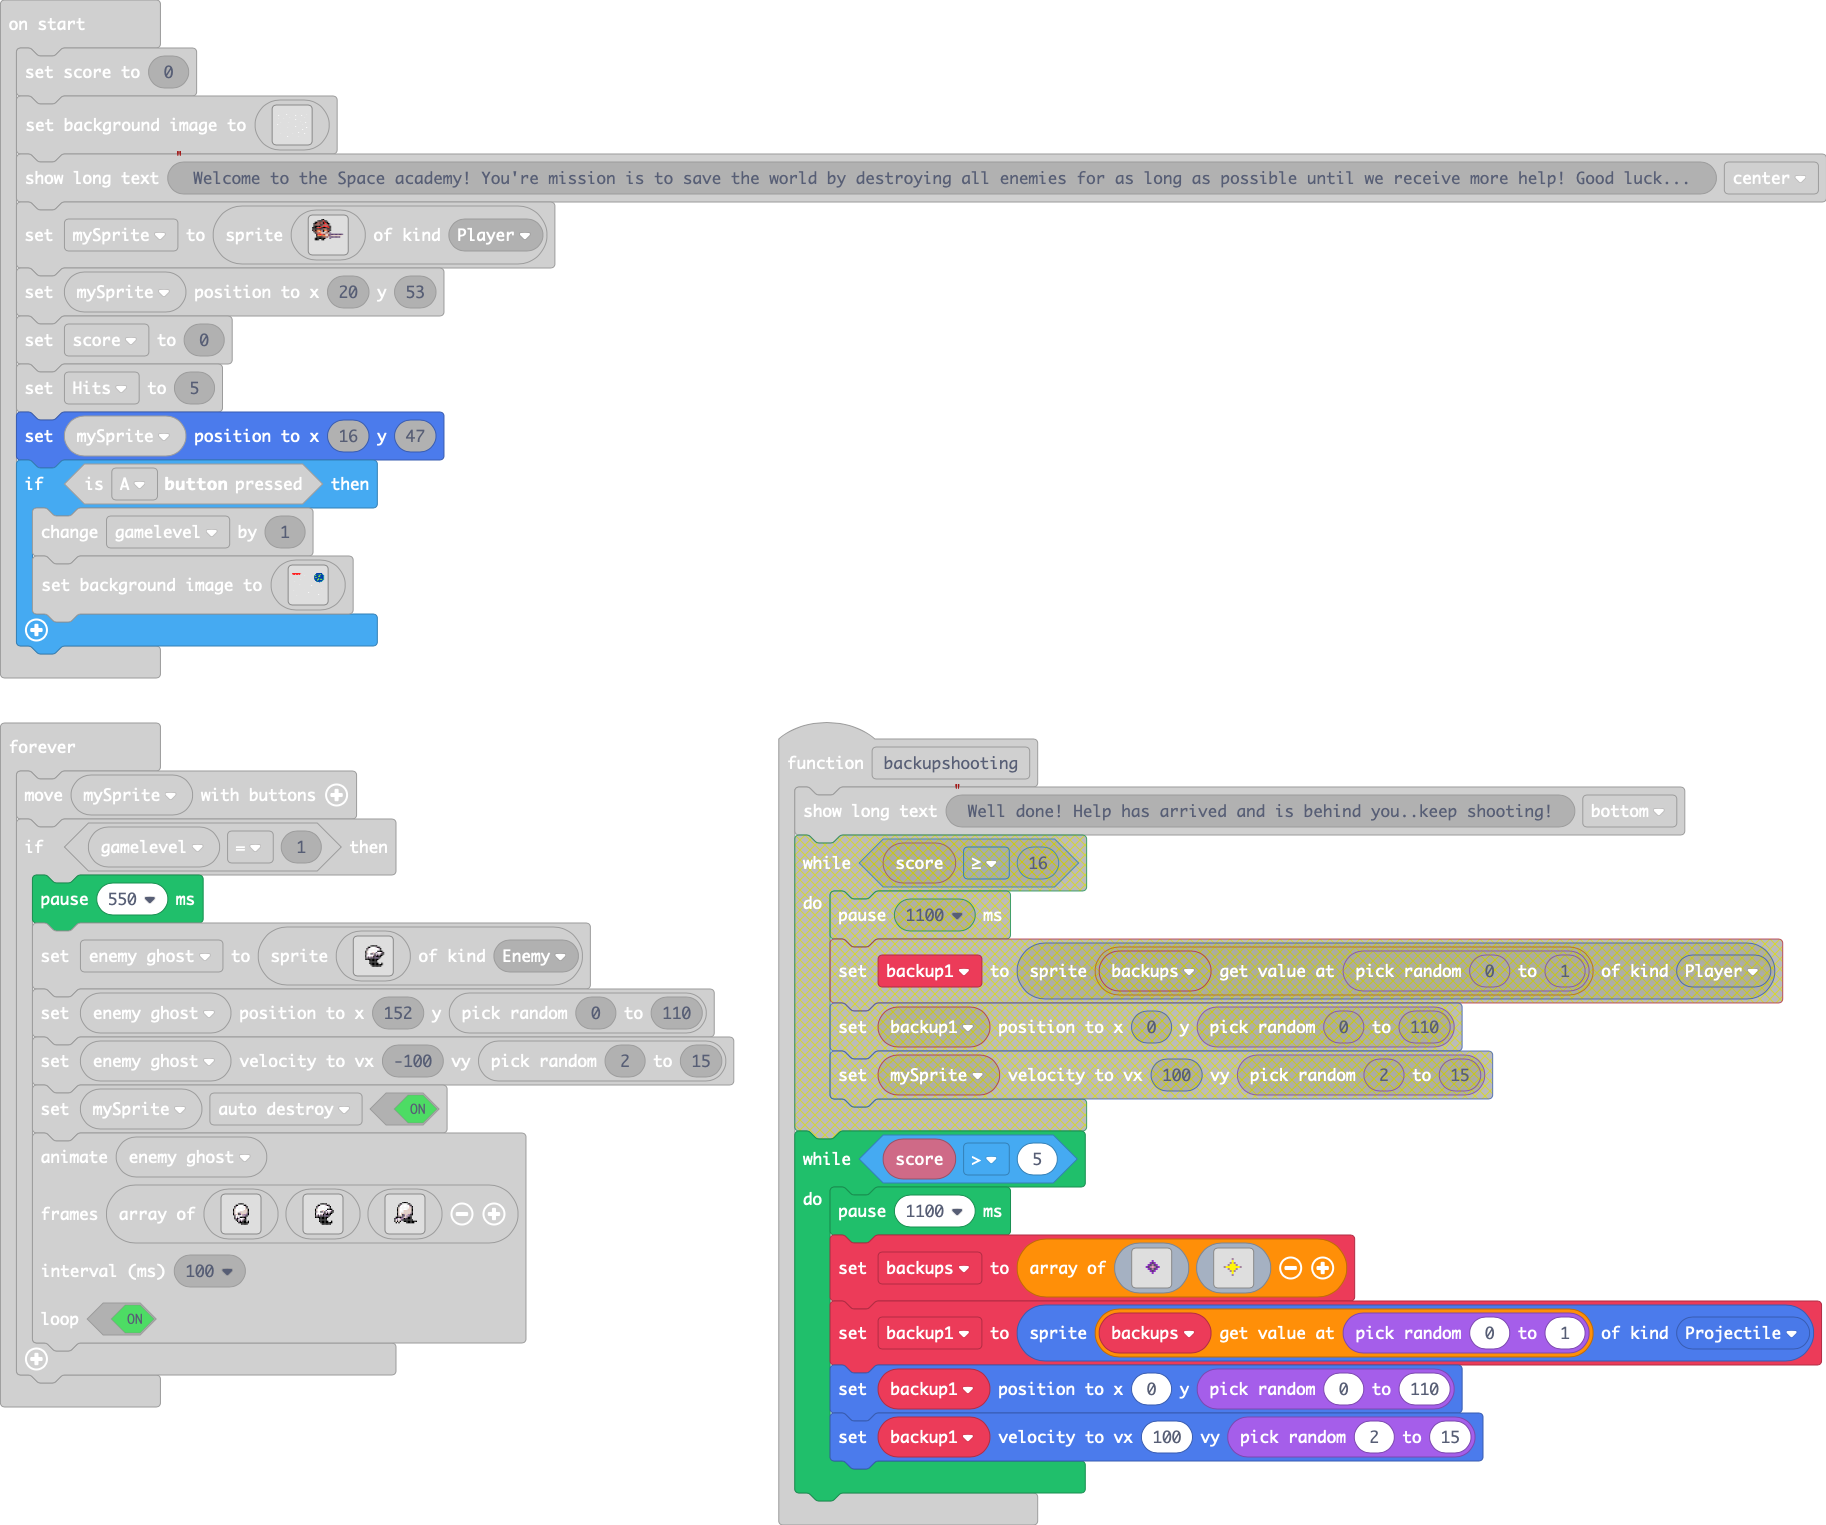 on start
set score to 0
set background image to
show long text " Welcome to the Space academy! You're mission is to save the world by destroying all enemies for as long as possible until we receive more help! Good luck... center
set mySprite to sprite of kind Player
set mySprite position to x 20 y 53
set score to 0
set Hits to 5
set mySprite position to x 16 y 47
if is A button pressed then
change gamelevel by 1
set background image to
forever
move mySprite with buttons
if gamelevel = 1 then
pause 550 ms
set enemy ghost to sprite of kind Enemy
set enemy ghost position to x 152 y pick random 0 to 110
set enemy ghost velocity to vx -100 vy pick random 2 to 15
set mySprite auto destroy ON
animate enemy ghost
frames array of
interval (ms) 100
loop ON
function backupshooting
show long text " Well done! Help has arrived and is behind you..keep shooting! bottom
while score ≥ 16
do pause 1100 ms
set backup1 to sprite backups get value at pick random 0 to 1 of kind Player
set backup1 position to x 0 y pick random 0 to 110
set mySprite velocity to vx 100 vy pick random 2 to 15
while score > 5
do pause 1100 ms
set backups to array of
set backup1 to sprite backups get value at pick random 0 to 1 of kind Projectile
set backup1 position to x 0 y pick random 0 to 110
set backup1 velocity to vx 100 vy pick random 2 to 15